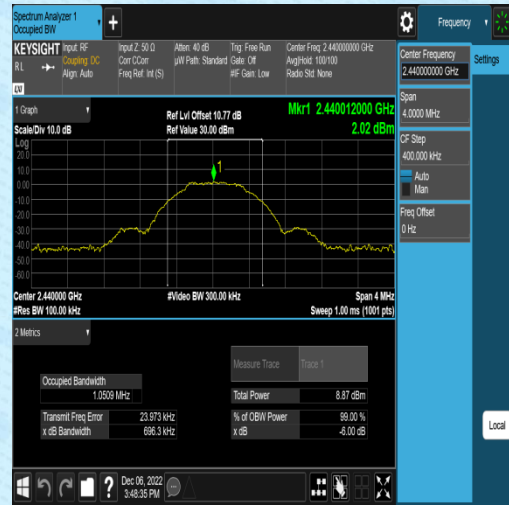 Spectrum Analyzer 1
Occupied BW
Frequency
KEYSIGHT
Input: RF
Input Z: 50 Ω
Atten: 40 dB
Trig: Free Run
Center Freq: 2.440000000 GHz
RL
Coupling: DC
Corr CCorr
µW Path: Standard
Gate: Off
Avg|Hold: 100/100
Align: Auto
Freq Ref: Int (S)
#IF Gain: Low
Radio Std: None
LXI
Center Frequency
2.440000000 GHz
Settings
Span
4.0000 MHz
CF Step
400.000 kHz
Auto
Man
Freq Offset
0 Hz
1 Graph
Ref Lvl Offset 10.77 dB
Mkr1 2.440012000 GHz
Scale/Div 10.0 dB
Ref Value 30.00 dBm
2.02 dBm
Log
20.0
10.0
0.00
-10.0
-20.0
-30.0
-40.0
-50.0
-60.0
1
Center 2.440000 GHz
#Video BW 300.00 kHz
Span 4 MHz
#Res BW 100.00 kHz
Sweep 1.00 ms (1001 pts)
2 Metrics
Measure Trace
Trace 1
Occupied Bandwidth
1.0509 MHz
Total Power
8.87 dBm
Transmit Freq Error
23.973 kHz
% of OBW Power
99.00 %
x dB Bandwidth
696.3 kHz
x dB
-6.00 dB
Local
?
Dec 06, 2022
3:48:35 PM